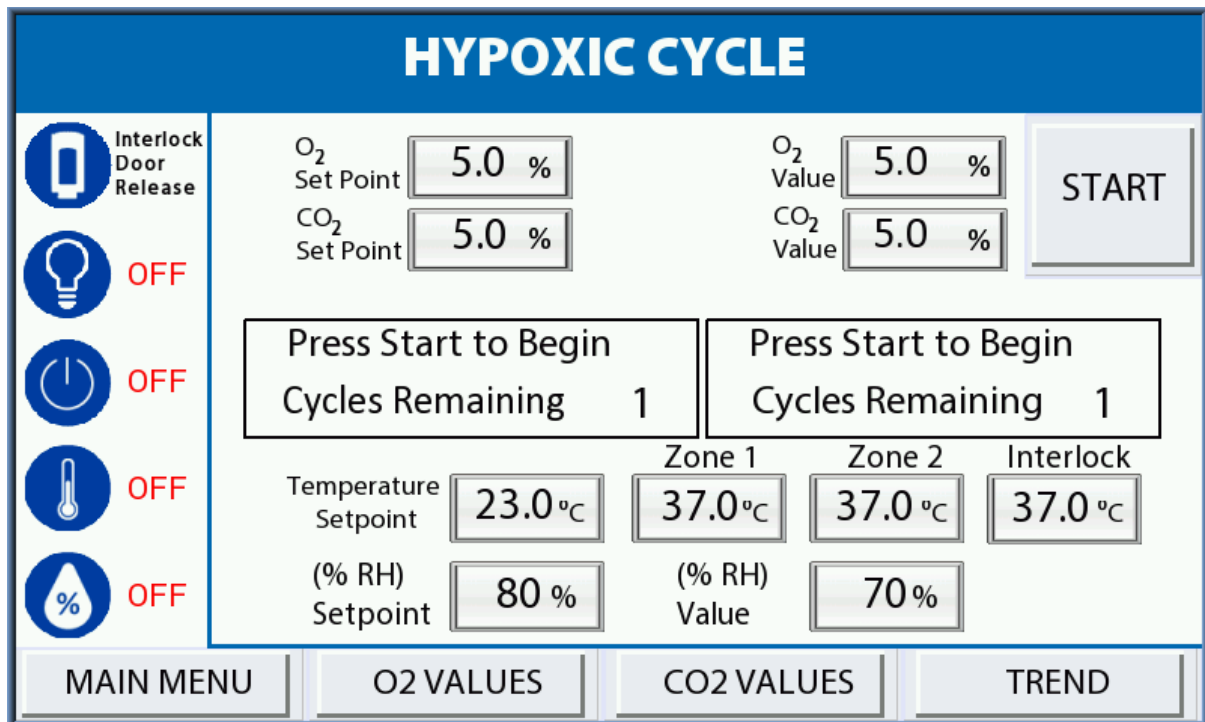 HYPOXIC CYCLE
Interlock
Door
Release
O2
Set Point
5.0 %
O2
Value
5.0 %
START
CO2
Set Point
5.0 %
CO2
Value
5.0 %
OFF
Press Start to Begin
Cycles Remaining 1
Press Start to Begin
Cycles Remaining 1
OFF
Zone 1
Zone 2
Interlock
OFF
Temperature
Setpoint
23.0 °C
37.0 °C
37.0 °C
37.0 °C
%
OFF
(% RH)
Setpoint
80 %
(% RH)
Value
70 %
MAIN MENU
O2 VALUES
CO2 VALUES
TREND